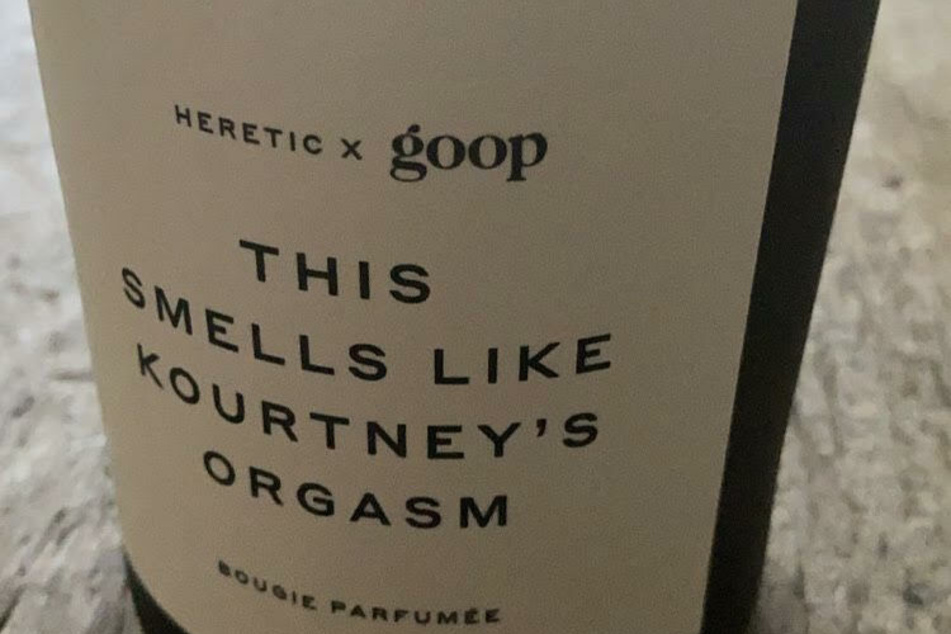 HERETIC x goop
THIS
SMELLS LIKE
KOURTNEY'S
ORGASM
BOUGIE PARFUMÉE